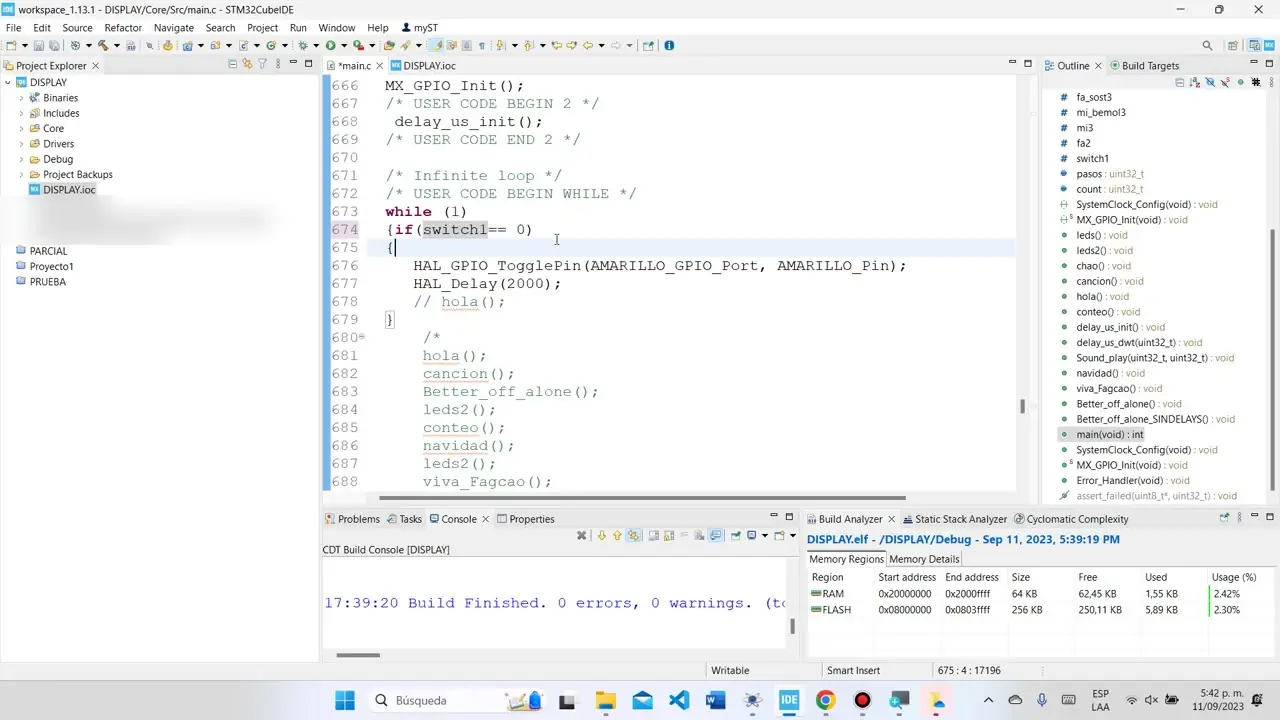 workspace_1.13.1 - DISPLAY/Core/Src/main.c - STM32CubeIDE
File Edit Source Refactor Navigate Search Project Run Window Help myST
Project Explorer
DISPLAY
Binaries
Includes
Core
Drivers
Debug
Project Backups
DISPLAY.ioc
PARCIAL
Proyecto1
PRUEBA
*main.c DISPLAY.ioc
666 MX_GPIO_Init();
667 /* USER CODE BEGIN 2 */
668 delay_us_init();
669 /* USER CODE END 2 */
670
671 /* Infinite loop */
672 /* USER CODE BEGIN WHILE */
673 while (1)
674 {if(switch1== 0)
675 {
676 HAL_GPIO_TogglePin(AMARILLO_GPIO_Port, AMARILLO_Pin);
677 HAL_Delay(2000);
678 // hola();
679 }
680 /*
681 hola();
682 cancion();
683 Better_off_alone();
684 leds2();
685 conteo();
686 navidad();
687 leds2();
688 viva_Fagcao();
Outline Build Targets
# fa_sost3
# mi_bemol3
# mi3
# fa2
# switch1
pasos : uint32_t
count : uint32_t
SystemClock_Config(void) : void
MX_GPIO_Init(void) : void
leds() : void
leds2() : void
chao() : void
cancion() : void
hola() : void
conteo() : void
delay_us_init() : void
delay_us_dwt(uint32_t) : void
Sound_play(uint32_t, uint32_t) : void
navidad() : void
viva_Fagcao() : void
Better_off_alone() : void
Better_off_alone_SINDELAYS() : void
main(void) : int
SystemClock_Config(void) : void
MX_GPIO_Init(void) : void
Error_Handler(void) : void
assert_failed(uint8_t*, uint32_t) : void
Problems Tasks Console Properties
CDT Build Console [DISPLAY]
17:39:20 Build Finished. 0 errors, 0 warnings. (to
Build Analyzer Static Stack Analyzer Cyclomatic Complexity
DISPLAY.elf - /DISPLAY/Debug - Sep 11, 2023, 5:39:19 PM
Memory Regions Memory Details
Region Start address End address Size Free Used Usage (%)
RAM 0x20000000 0x2000ffff 64 KB 62,45 KB 1,55 KB 2.42%
FLASH 0x08000000 0x0803ffff 256 KB 250,11 KB 5,89 KB 2.30%
Writable Smart Insert 675 : 4 : 17196
Búsqueda
IDE
ESP
LAA
5:42 p. m.
11/09/2023